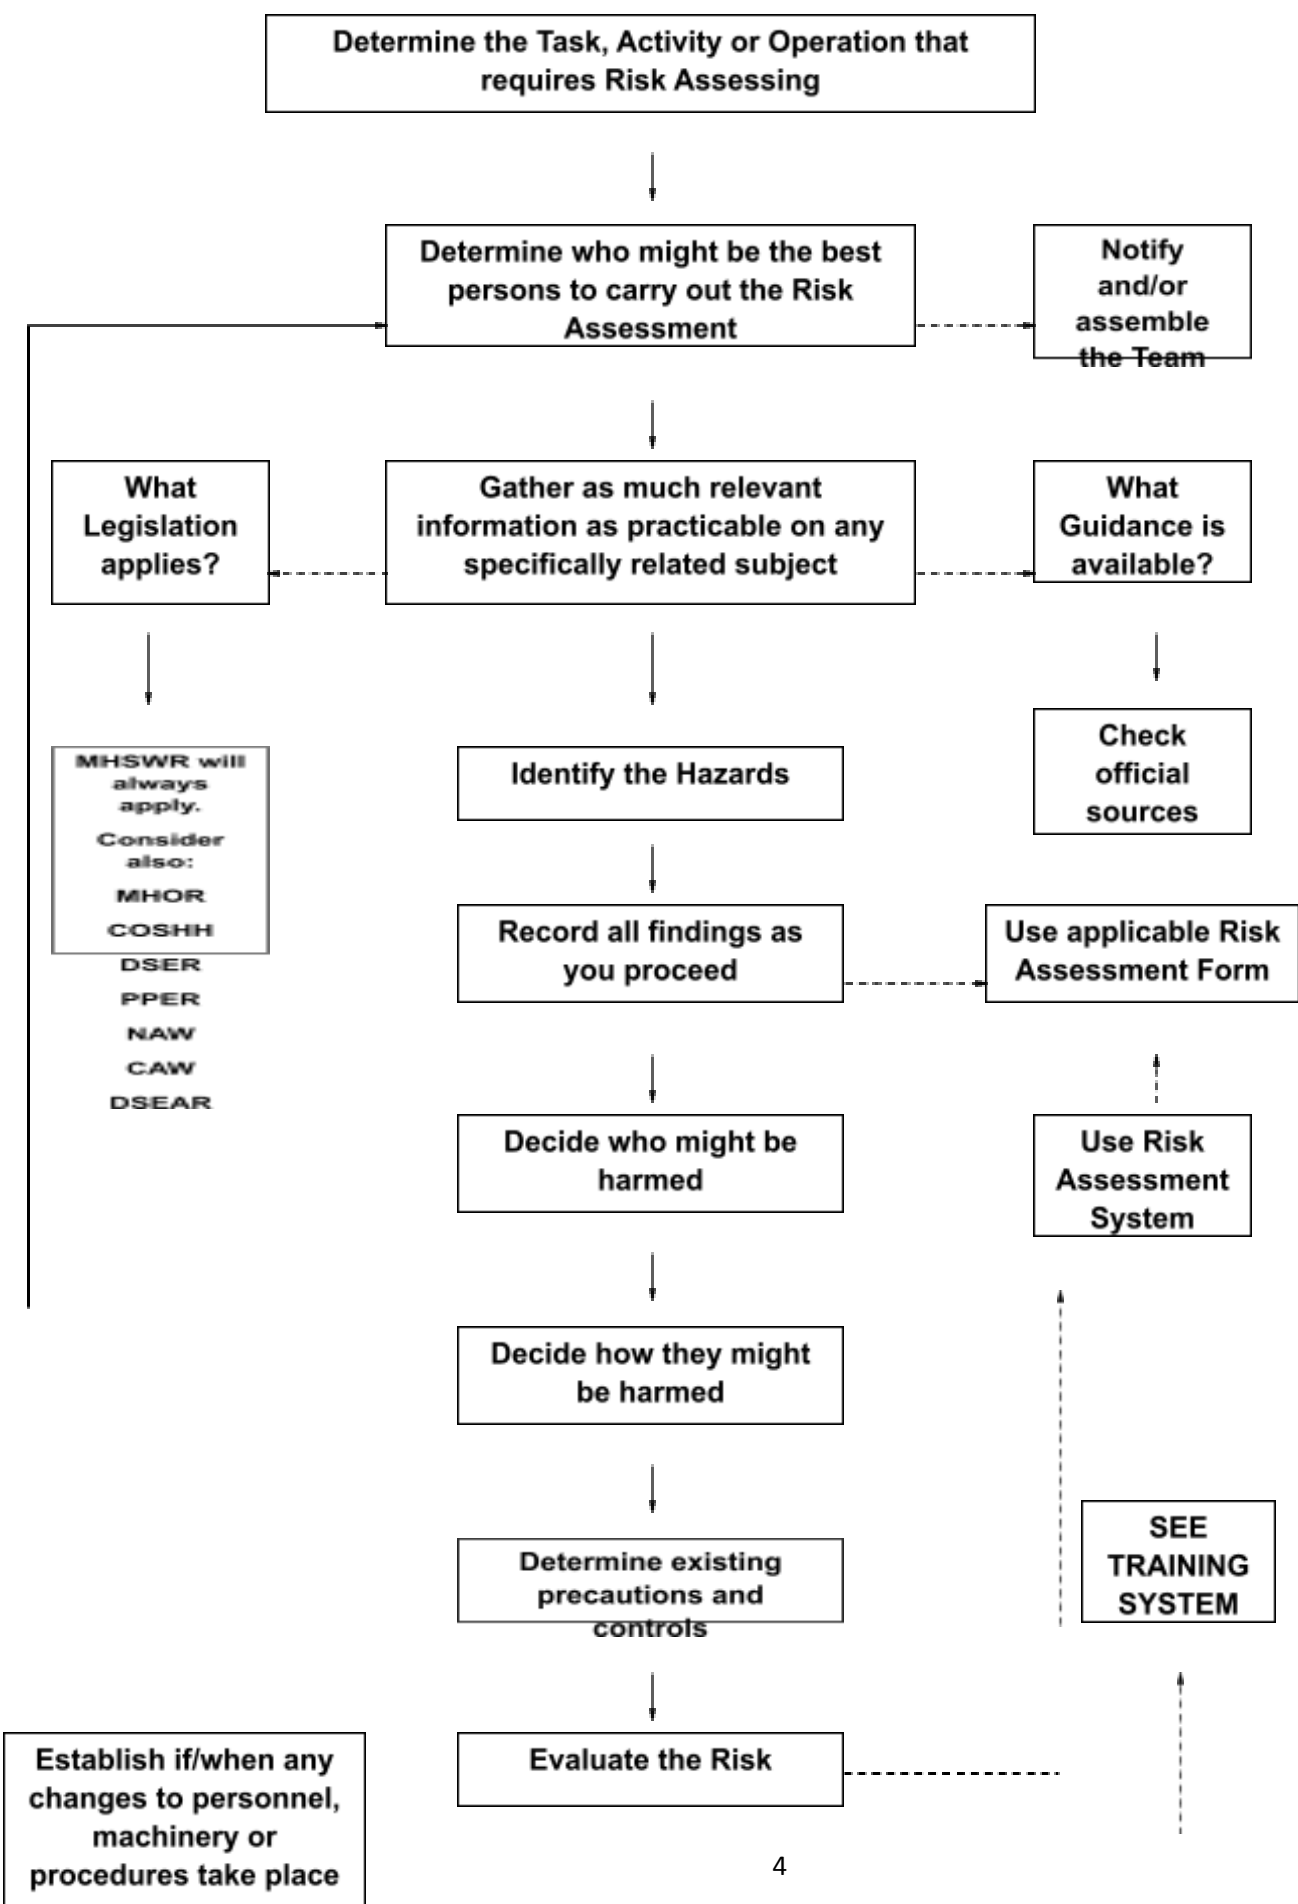 Determine the Task, Activity or Operation that
requires Risk Assessing
Determine who might be the best
persons to carry out the Risk
Assessment
Notify
and/or
assemble
the Team
What
Legislation
applies?
Gather as much relevant
information as practicable on any
specifically related subject
What
Guidance is
available?
MHSWR will
always
apply.
Consider
also:
MHOR
COSHH
DSER
PPER
NAW
CAW
DSEAR
Identify the Hazards
Check
official
sources
Record all findings as
you proceed
Use applicable Risk
Assessment Form
Decide who might be
harmed
Use Risk
Assessment
System
Decide how they might
be harmed
Determine existing
precautions and
controls
SEE
TRAINING
SYSTEM
Evaluate the Risk
Establish if/when any
changes to personnel,
machinery or
procedures take place
4